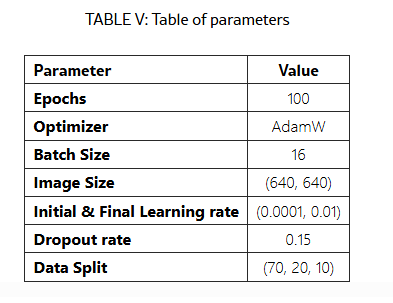 TABLE V: Table of parameters
Parameter Value
Epochs 100
Optimizer AdamW
Batch Size 16
Image Size (640, 640)
Initial & Final Learning rate (0.0001, 0.01)
Dropout rate 0.15
Data Split (70, 20, 10)